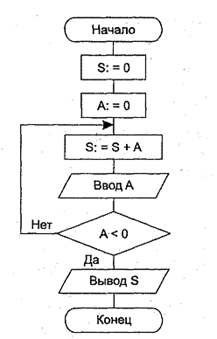 Начало
S: = 0
A: = 0
S: = S + A
Ввод A
Нет
A < 0
Да
Вывод S
Конец